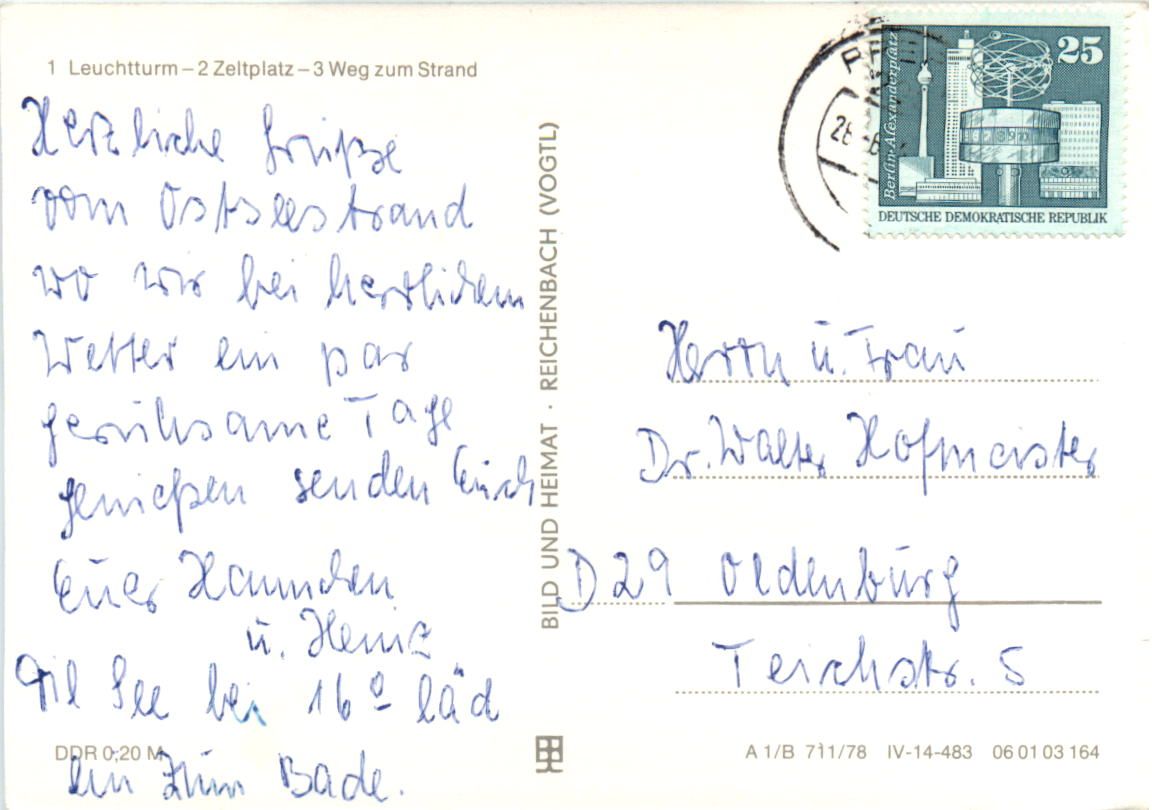 1 Leuchtturm – 2 Zeltplatz – 3 Weg zum Strand
Herzliche Grüße
vom Ostseestrand
wo wir bei herrlichem
Wetter ein par
geruhsame Tage
genießen senden Euch
Euer Hannchen
u. Heinz
See bei 16° läd
ein zum Bade.
DDR 0,20 M
BILD UND HEIMAT · REICHENBACH (VOGTL)
Berlin-Alexanderplatz
25
DEUTSCHE DEMOKRATISCHE REPUBLIK
Herrn u. Frau
Dr. Walter Hofmeister
D 29 Oldenburg
Teichstr. 5
A 1/B 711/78 IV-14-483 06 01 03 164